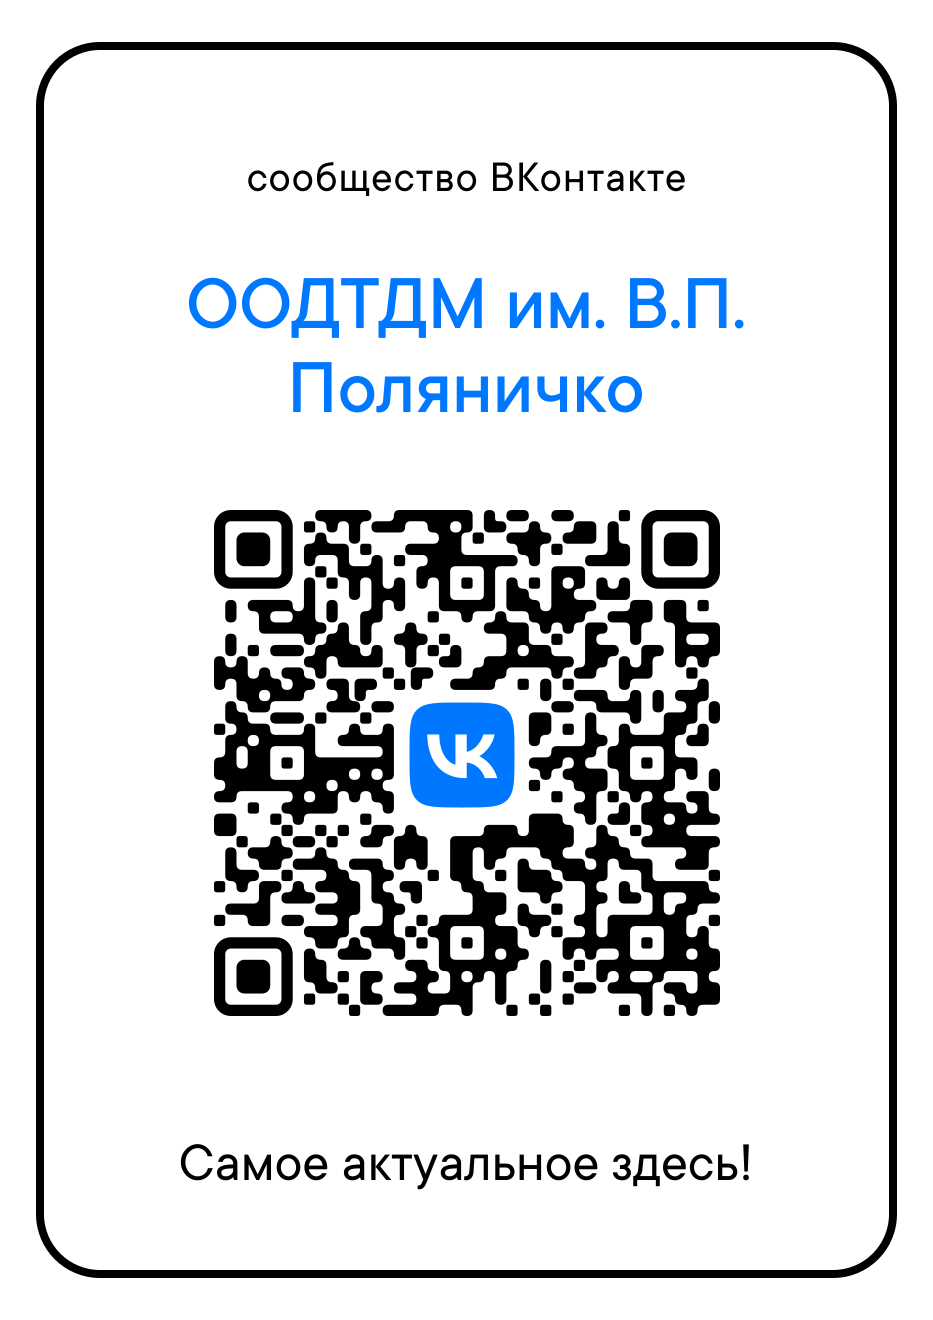 сообщество ВКонтакте
ООДТДМ им. В.П.
Поляничко
Самое актуальное здесь!